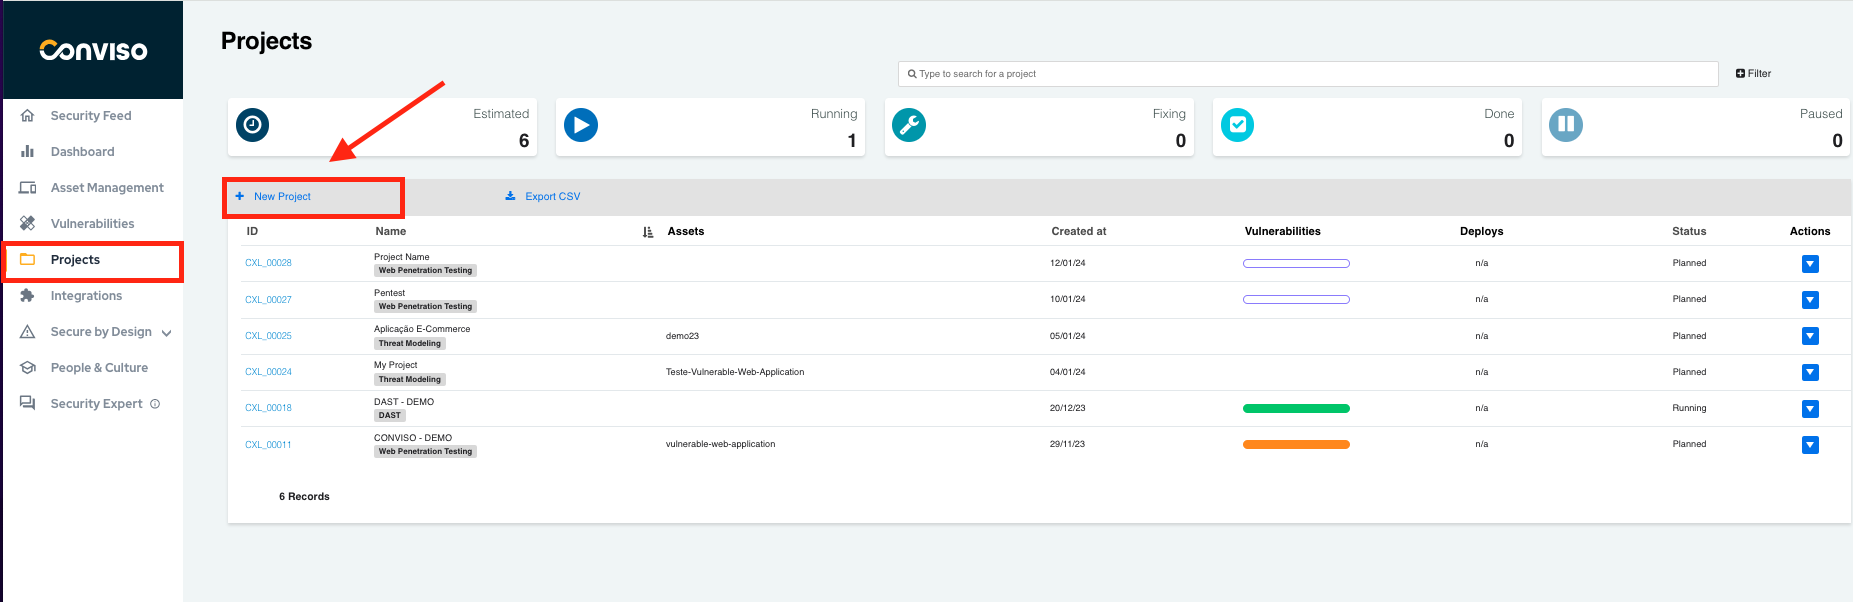 Conviso
Projects
Type to search for a project
Filter
Security Feed
Dashboard
Asset Management
Vulnerabilities
Projects
Integrations
Secure by Design
People & Culture
Security Expert
Estimated
6
Running
1
Fixing
0
Done
0
Paused
0
New Project Export CSV
ID Name Assets Created at Vulnerabilities Deploys Status Actions
CXL_00028 Project Name 12/01/24 n/a Planned
Web Penetration Testing
CXL_00027 Pentest 10/01/24 n/a Planned
Web Penetration Testing
CXL_00025 Aplicação E-Commerce demo23 05/01/24 n/a Planned
Threat Modeling
CXL_00024 My Project Teste-Vulnerable-Web-Application 04/01/24 n/a Planned
Threat Modeling
CXL_00018 DAST - DEMO 20/12/23 n/a Running
DAST
CXL_00011 CONVISO - DEMO vulnerable-web-application 29/11/23 n/a Planned
Web Penetration Testing
6 Records